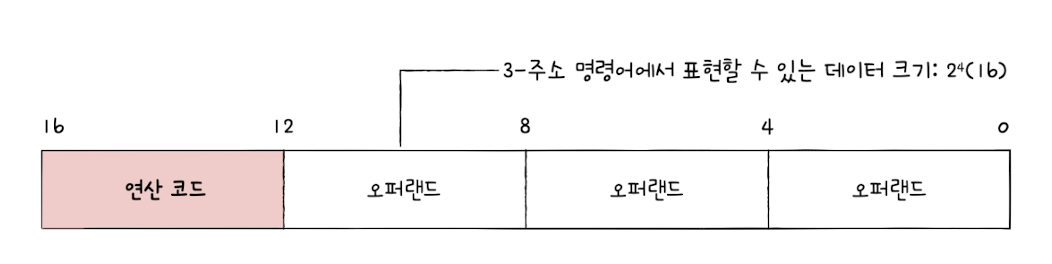 3-주소 명령어에서 표현할 수 있는 데이터 크기: 2⁴(16)
16 12 8 4 0
연산 코드 오퍼랜드 오퍼랜드 오퍼랜드